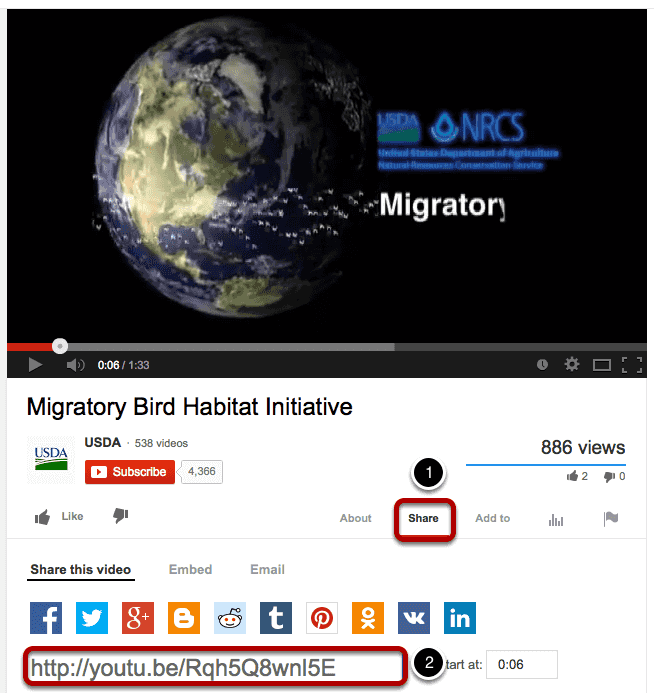 USDA NRCS
United States Department of Agriculture
Natural Resources Conservation Service
Migratory
0:06 / 1:33
Migratory Bird Habitat Initiative
USDA · 538 videos
USDA
Subscribe 4,366
886 views
2 0
1
Like
About Share Add to
Share this video Embed Email
http://youtu.be/Rqh5Q8wnl5E
2
tart at: 0:06